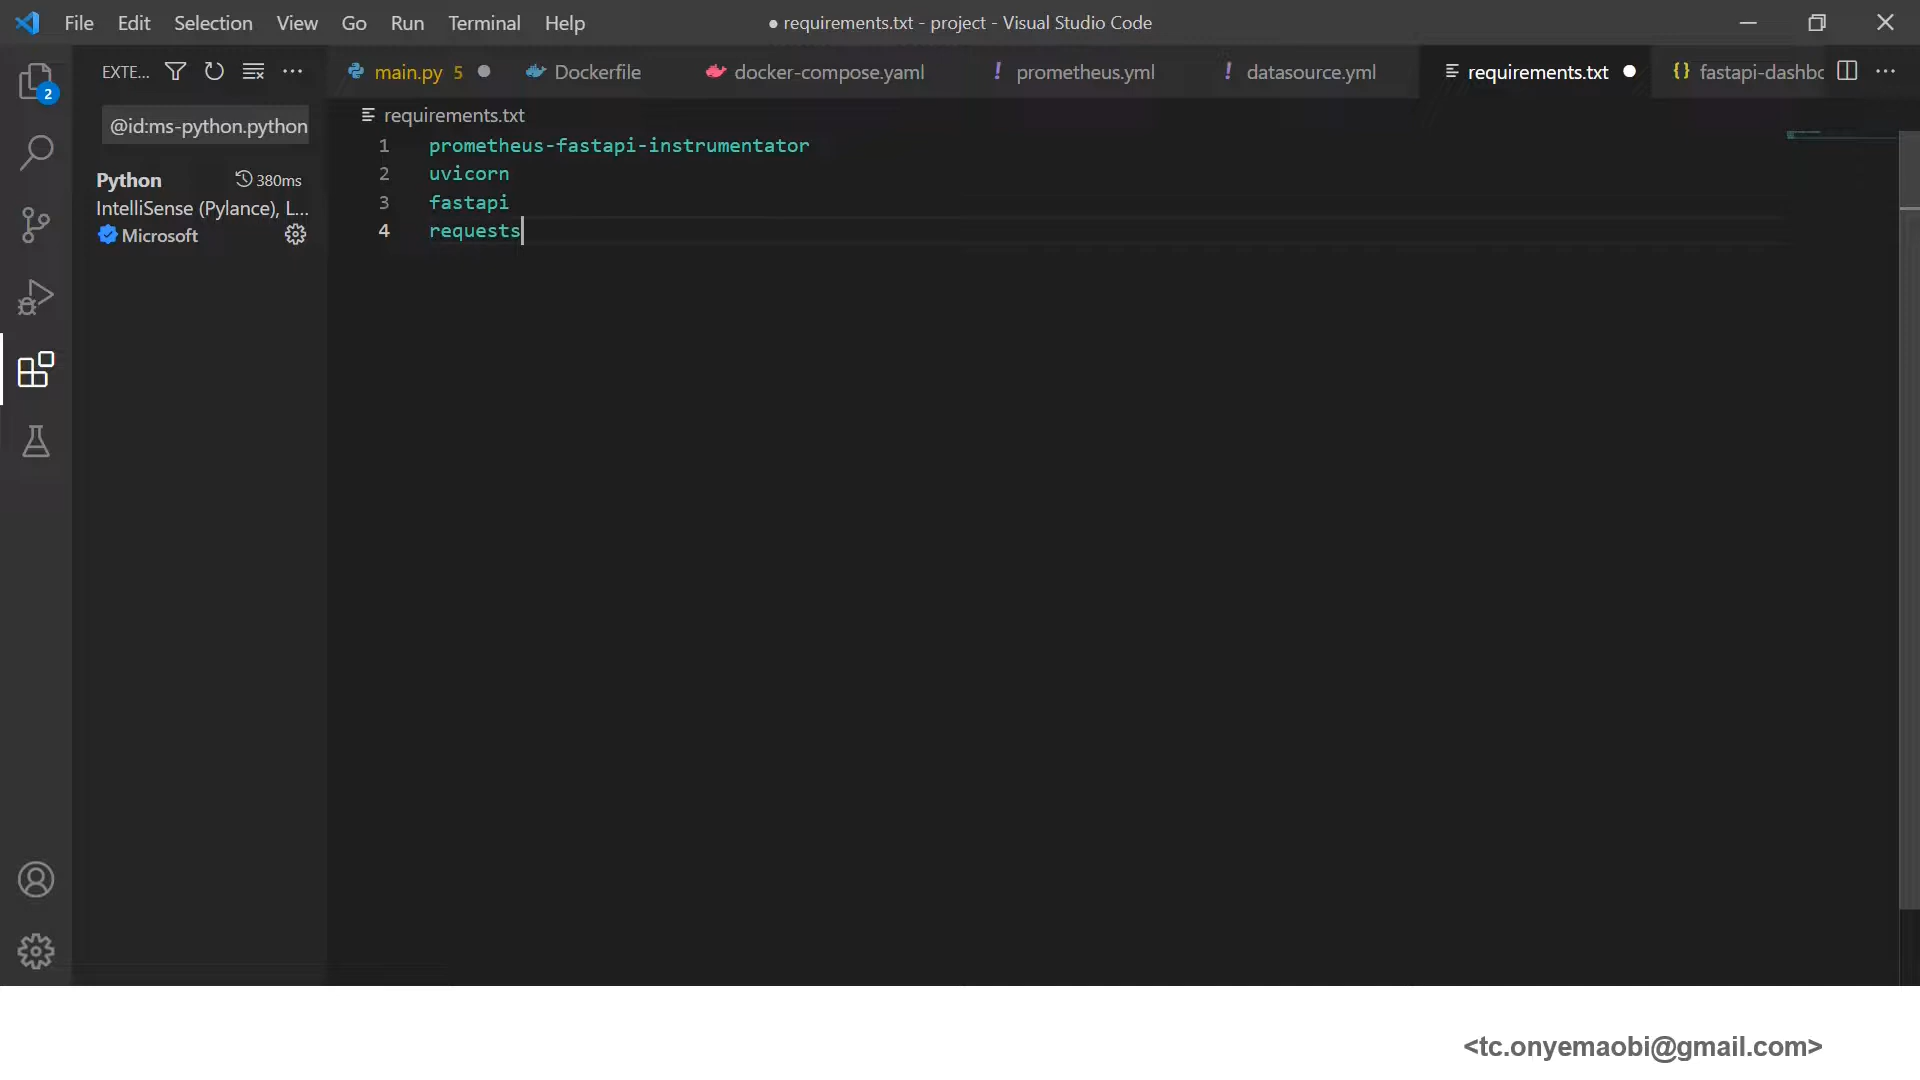 File Edit Selection View Go Run Terminal Help
● requirements.txt - project - Visual Studio Code
EXTE...
main.py 5 Dockerfile docker-compose.yaml ! prometheus.yml ! datasource.yml requirements.txt {} fastapi-dashbo
2
@id:ms-python.python
Python 380ms
IntelliSense (Pylance), L...
Microsoft
requirements.txt
1 prometheus-fastapi-instrumentator
2 uvicorn
3 fastapi
4 requests
<tc.onyemaobi@gmail.com>